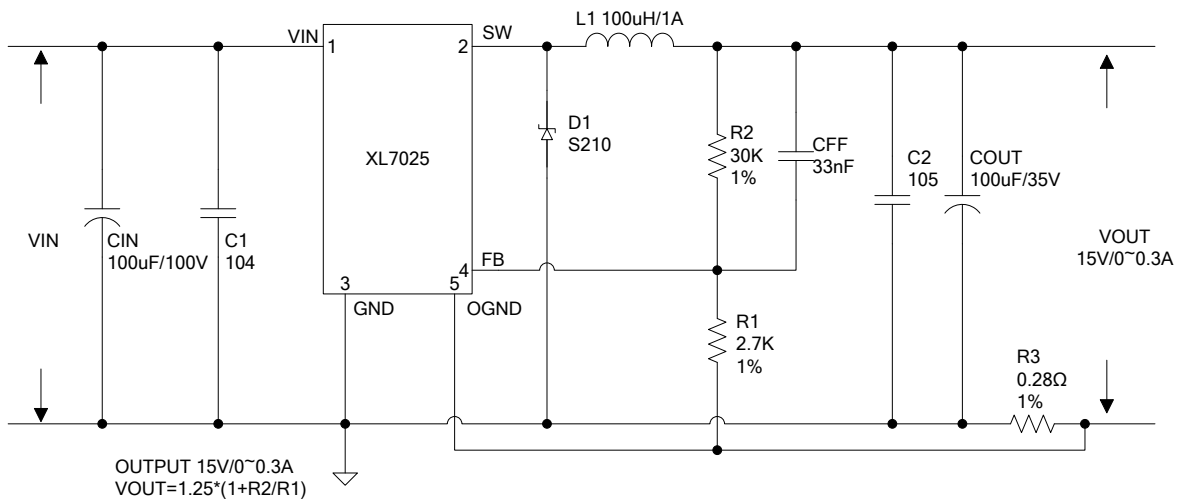 L1 100uH/1A
VIN
1
2
SW
D1
S210
R2
30K
1%
CFF
33nF
XL7025
C2
105
COUT
100uF/35V
VIN
CIN
100uF/100V
C1
104
VOUT
15V/0~0.3A
FB
4
3
5
GND
OGND
R1
2.7K
1%
R3
0.28Ω
1%
OUTPUT 15V/0~0.3A
VOUT=1.25*(1+R2/R1)